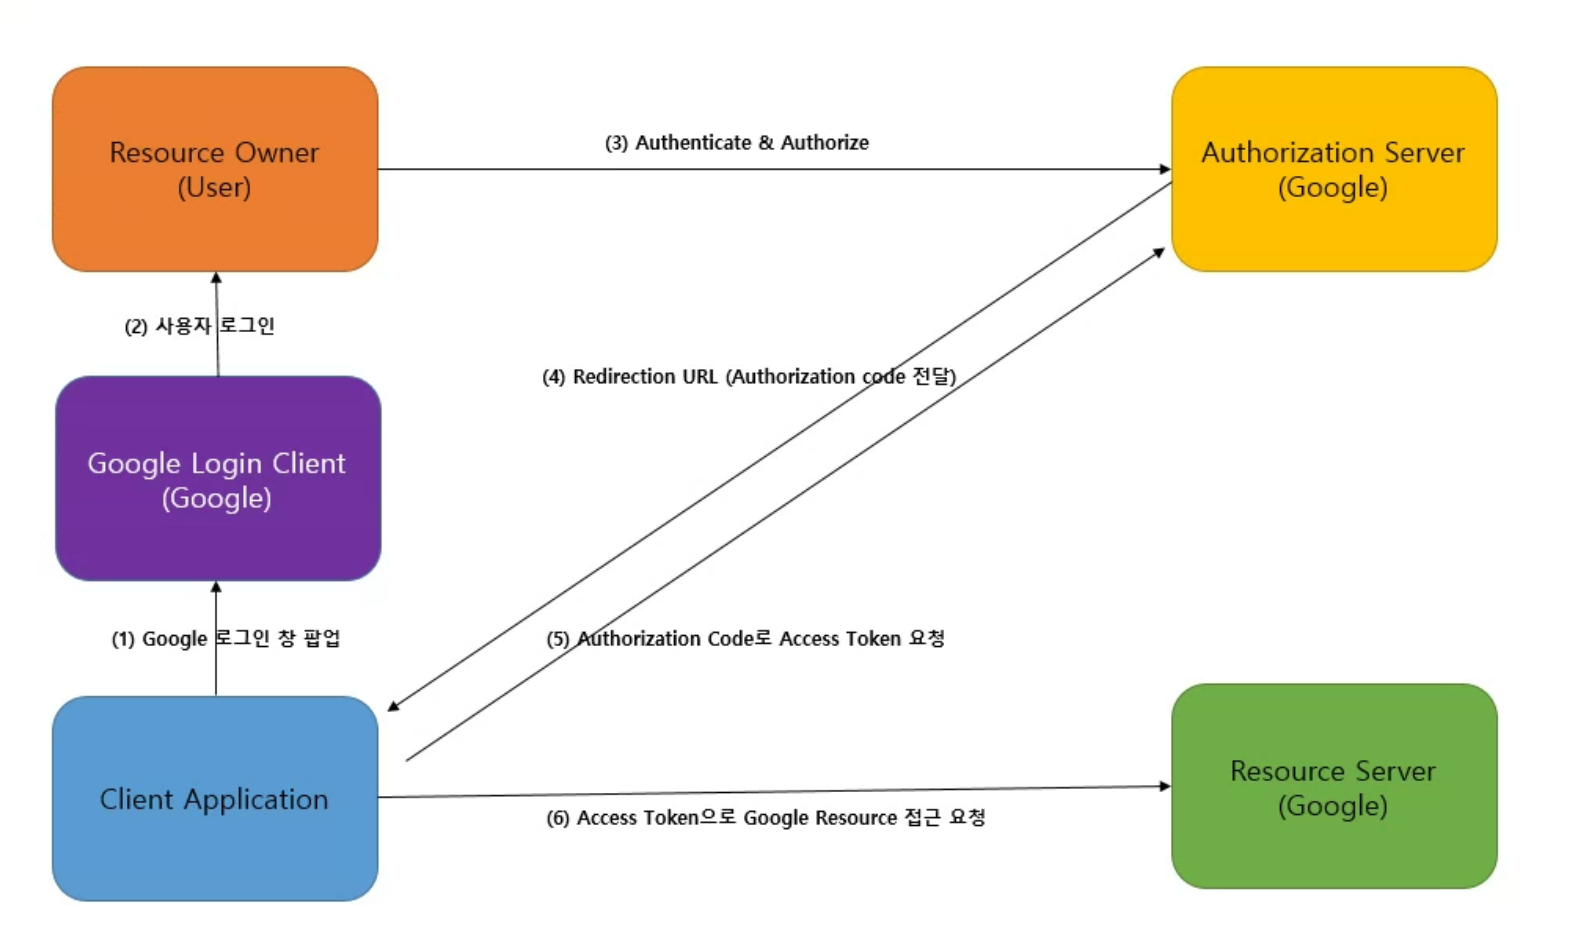 Resource Owner
(User)
(3) Authenticate & Authorize
Authorization Server
(Google)
(2) 사용자 로그인
(4) Redirection URL (Authorization code 전달)
Google Login Client
(Google)
(1) Google 로그인 창 팝업
(5) Authorization Code로 Access Token 요청
Client Application
(6) Access Token으로 Google Resource 접근 요청
Resource Server
(Google)